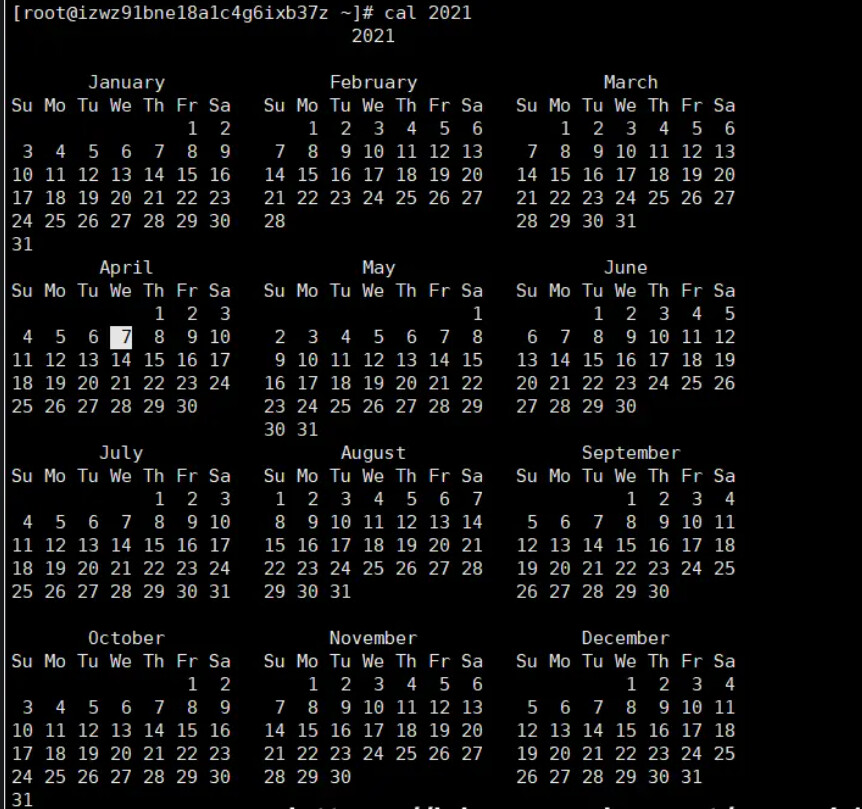 [root@izwz91bne18a1c4g6ixb37z ~]# cal 2021
                               2021

       January               February                 March
Su Mo Tu We Th Fr Sa   Su Mo Tu We Th Fr Sa   Su Mo Tu We Th Fr Sa
                1  2       1  2  3  4  5  6       1  2  3  4  5  6
 3  4  5  6  7  8  9    7  8  9 10 11 12 13    7  8  9 10 11 12 13
10 11 12 13 14 15 16   14 15 16 17 18 19 20   14 15 16 17 18 19 20
17 18 19 20 21 22 23   21 22 23 24 25 26 27   21 22 23 24 25 26 27
24 25 26 27 28 29 30   28                     28 29 30 31
31
        April                   May                   June
Su Mo Tu We Th Fr Sa   Su Mo Tu We Th Fr Sa   Su Mo Tu We Th Fr Sa
             1  2  3                      1          1  2  3  4  5
 4  5  6  7  8  9 10    2  3  4  5  6  7  8    6  7  8  9 10 11 12
11 12 13 14 15 16 17    9 10 11 12 13 14 15   13 14 15 16 17 18 19
18 19 20 21 22 23 24   16 17 18 19 20 21 22   20 21 22 23 24 25 26
25 26 27 28 29 30      23 24 25 26 27 28 29   27 28 29 30
                       30 31
        July                  August                September
Su Mo Tu We Th Fr Sa   Su Mo Tu We Th Fr Sa   Su Mo Tu We Th Fr Sa
             1  2  3    1  2  3  4  5  6  7             1  2  3  4
 4  5  6  7  8  9 10    8  9 10 11 12 13 14    5  6  7  8  9 10 11
11 12 13 14 15 16 17   15 16 17 18 19 20 21   12 13 14 15 16 17 18
18 19 20 21 22 23 24   22 23 24 25 26 27 28   19 20 21 22 23 24 25
25 26 27 28 29 30 31   29 30 31               26 27 28 29 30

       October               November               December
Su Mo Tu We Th Fr Sa   Su Mo Tu We Th Fr Sa   Su Mo Tu We Th Fr Sa
                1  2       1  2  3  4  5  6             1  2  3  4
 3  4  5  6  7  8  9    7  8  9 10 11 12 13    5  6  7  8  9 10 11
10 11 12 13 14 15 16   14 15 16 17 18 19 20   12 13 14 15 16 17 18
17 18 19 20 21 22 23   21 22 23 24 25 26 27   19 20 21 22 23 24 25
24 25 26 27 28 29 30   28 29 30               26 27 28 29 30 31
31